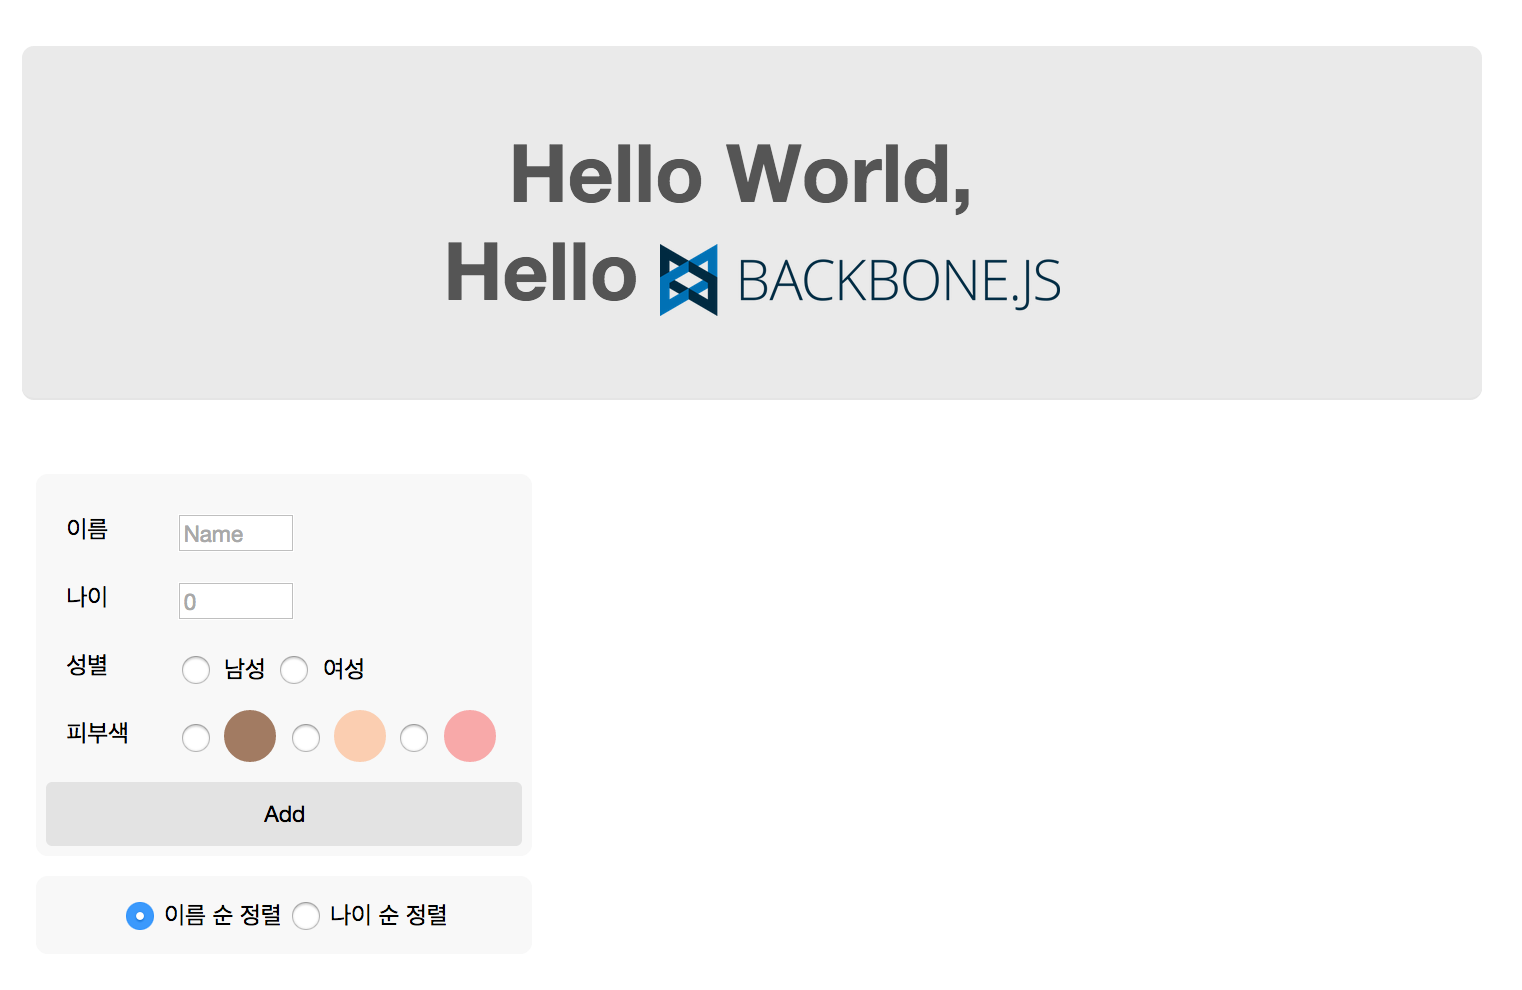 Hello World,
Hello BACKBONE.JS
이름 Name
나이 0
성별 남성 여성
피부색
Add
이름 순 정렬 나이 순 정렬